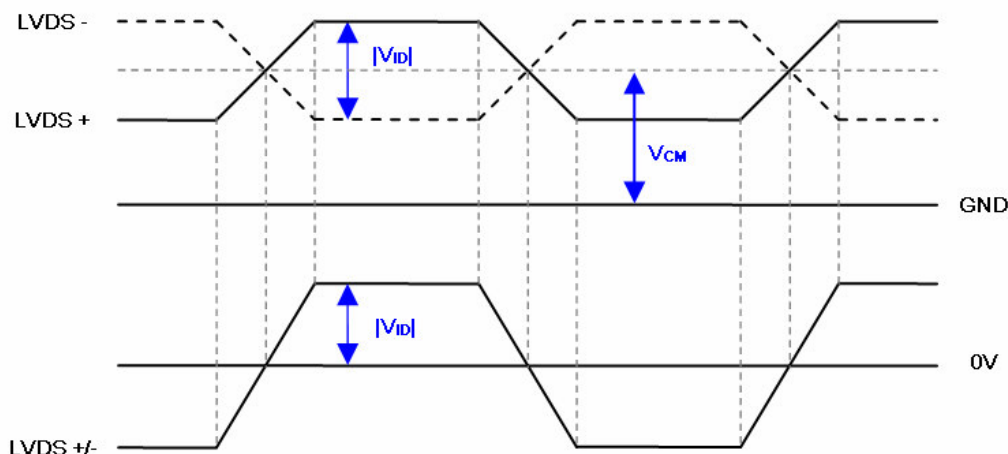 LVDS -
|VID|
LVDS +
VCM
GND
|VID|
0V
LVDS +/-